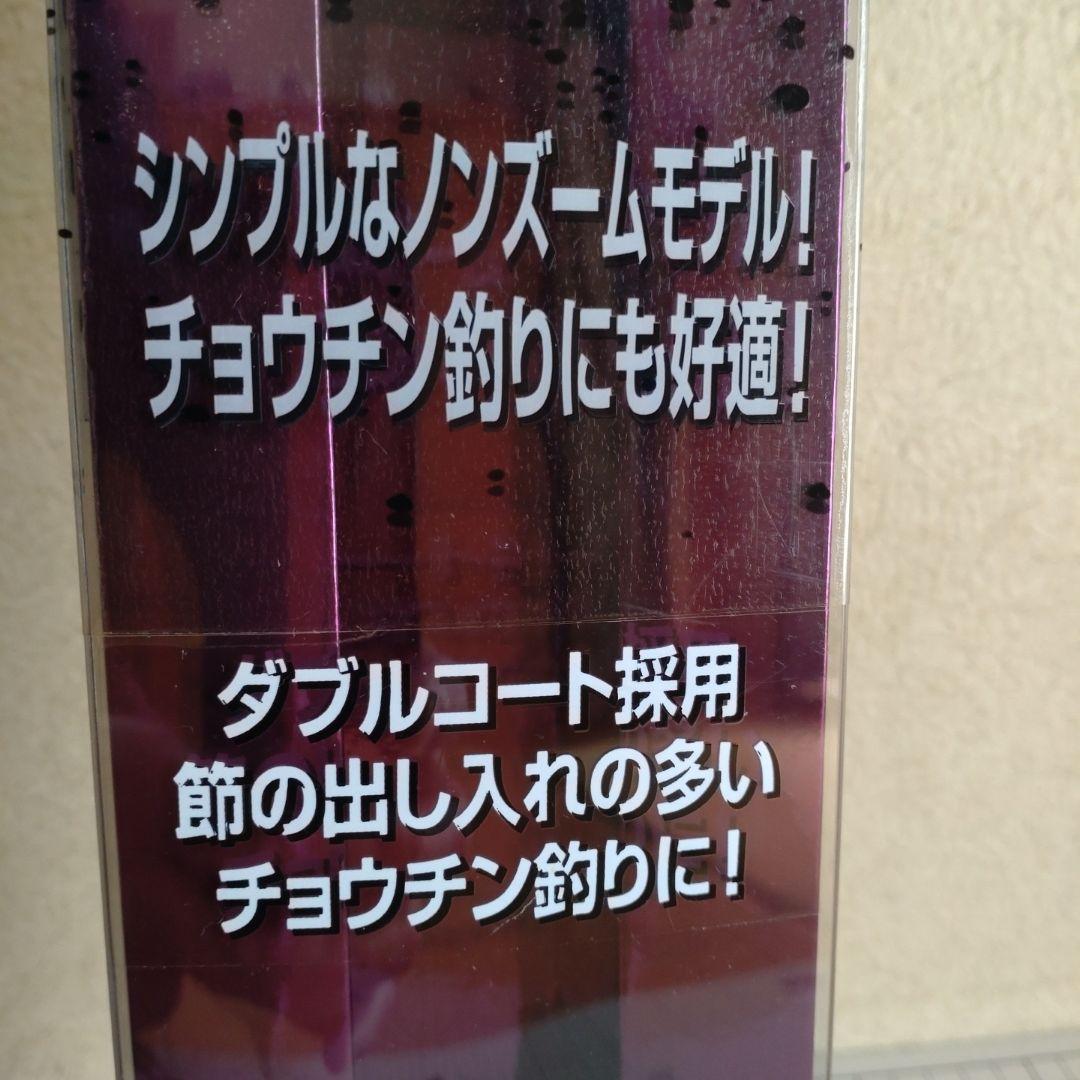 シンプルなノンズームモデル!
チョウチン釣りにも好適!
ダブルコート採用
節の出し入れの多い
チョウチン釣りに!